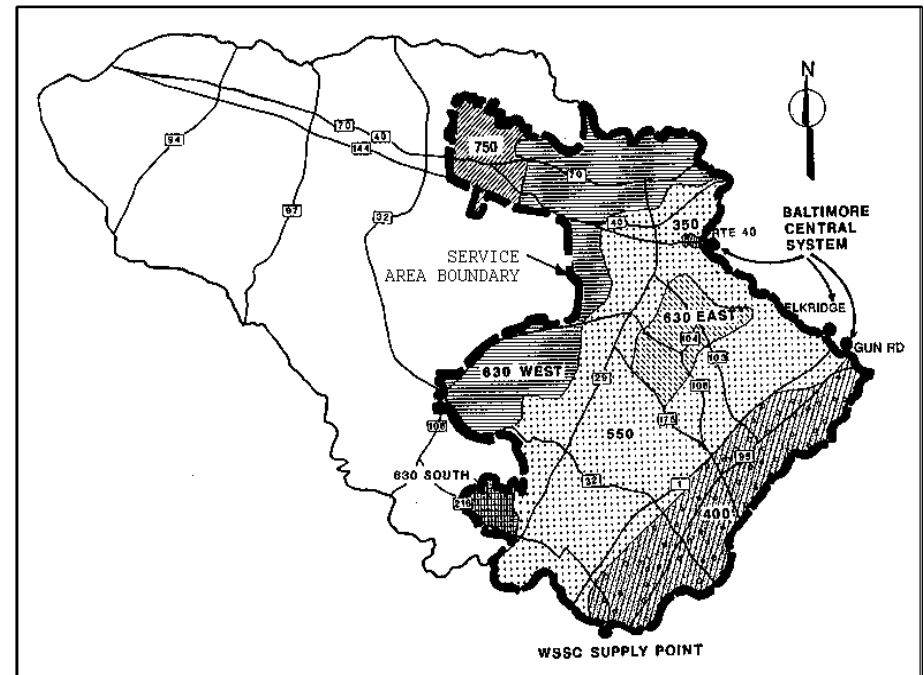 N
94
70
40
144
750
70
97
32
40
350
RTE 40
BALTIMORE
CENTRAL
SYSTEM
SERVICE
AREA BOUNDARY
630 EAST
ELKRIDGE
104
103
GUN RD
630 WEST
29
108
108
175
550
95
630 SOUTH
32
1
216
400
WSSC SUPPLY POINT